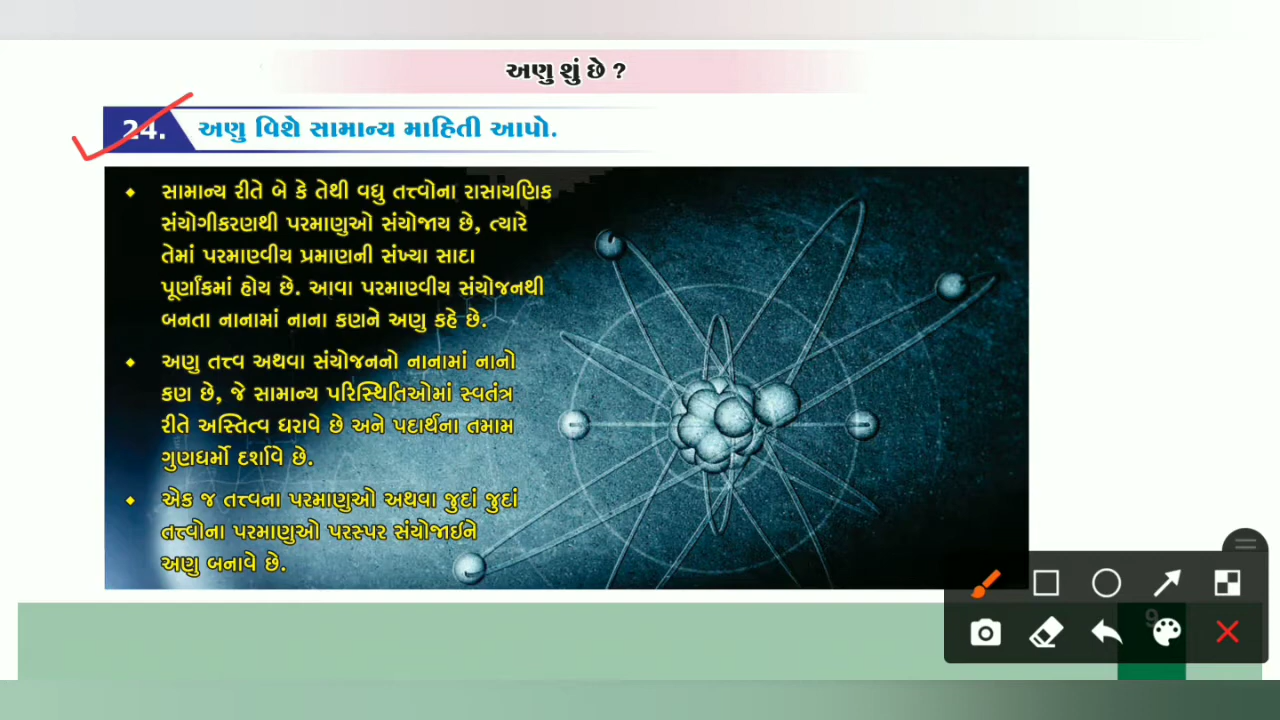 અણુ શું છે ?
24. અણુ વિશે સામાન્ય માહિતી આપો.
સામાન્ય રીતે બે કે તેથી વધુ તત્ત્વોના રાસાયણિક
સંયોગીકરણથી પરમાણુઓ સંયોજાય છે, ત્યારે
તેમાં પરમાણ્વીય પ્રમાણની સંખ્યા સાદા
પૂર્ણાંકમાં હોય છે. આવા પરમાણ્વીય સંયોજનથી
બનતા નાનામાં નાના કણને અણુ કહે છે.
અણુ તત્ત્વ અથવા સંયોજનનો નાનામાં નાનો
કણ છે, જે સામાન્ય પરિસ્થિતિઓમાં સ્વતંત્ર
રીતે અસ્તિત્વ ધરાવે છે અને પદાર્થના તમામ
ગુણધર્મો દર્શાવે છે.
એક જ તત્ત્વના પરમાણુઓ અથવા જુદાં જુદાં
તત્ત્વોના પરમાણુઓ પરસ્પર સંયોજાઈને
અણુ બનાવે છે.
9